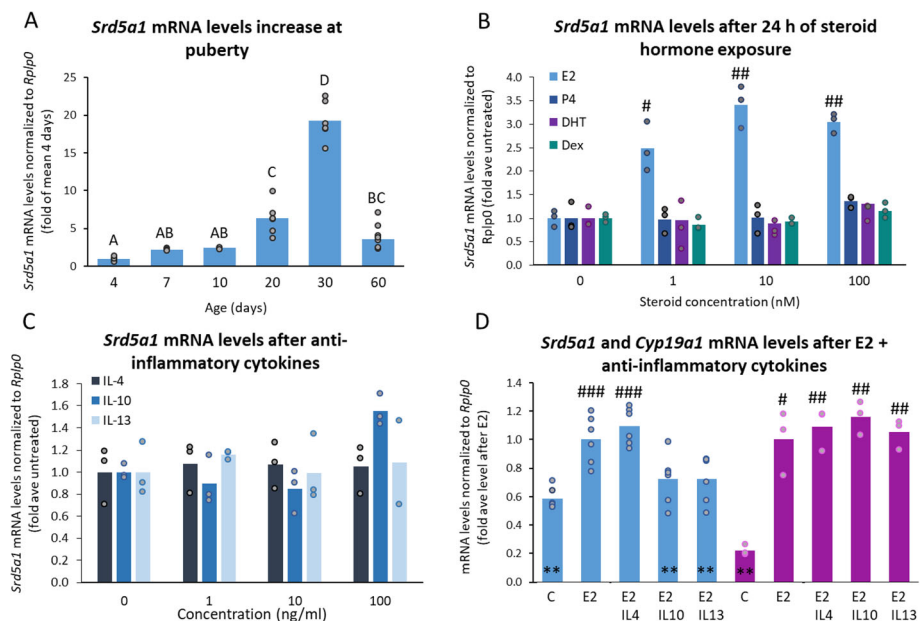 A
Srd5a1 mRNA levels increase at
puberty
Srd5a1 mRNA levels normalized to Rplp0
(fold of mean 4 days)
25
20
15
10
5
0
A
AB
AB
C
D
BC
4 7 10 20 30 60
Age (days)
B
Srd5a1 mRNA levels after 24 h of steroid
hormone exposure
Srd5a1 mRNA normalized to
Rplp0 (fold ave untreated)
4.0
3.5
3.0
2.5
2.0
1.5
1.0
0.5
0.0
E2
P4
DHT
Dex
#
##
##
0 1 10 100
Steroid concentration (nM)
C
Srd5a1 mRNA levels after anti-
inflammatory cytokines
Srd5a1 mRNA levels normalized to Rplp0
(fold ave untreated)
1.8
1.6
1.4
1.2
1.0
0.8
0.6
0.4
0.2
0.0
IL-4
IL-10
IL-13
0 1 10 100
Concentration (ng/ml)
D
Srd5a1 and Cyp19a1 mRNA levels after E2 +
anti-inflammatory cytokines
mRNA levels normalized to Rplp0
(fold ave level after E2)
1.4
1.2
1.0
0.8
0.6
0.4
0.2
0
### ### # ## ## ##
** ** ** **
C E2 E2 E2 E2 C E2 E2 E2 E2
IL4 IL10 IL13 IL4 IL10 IL13